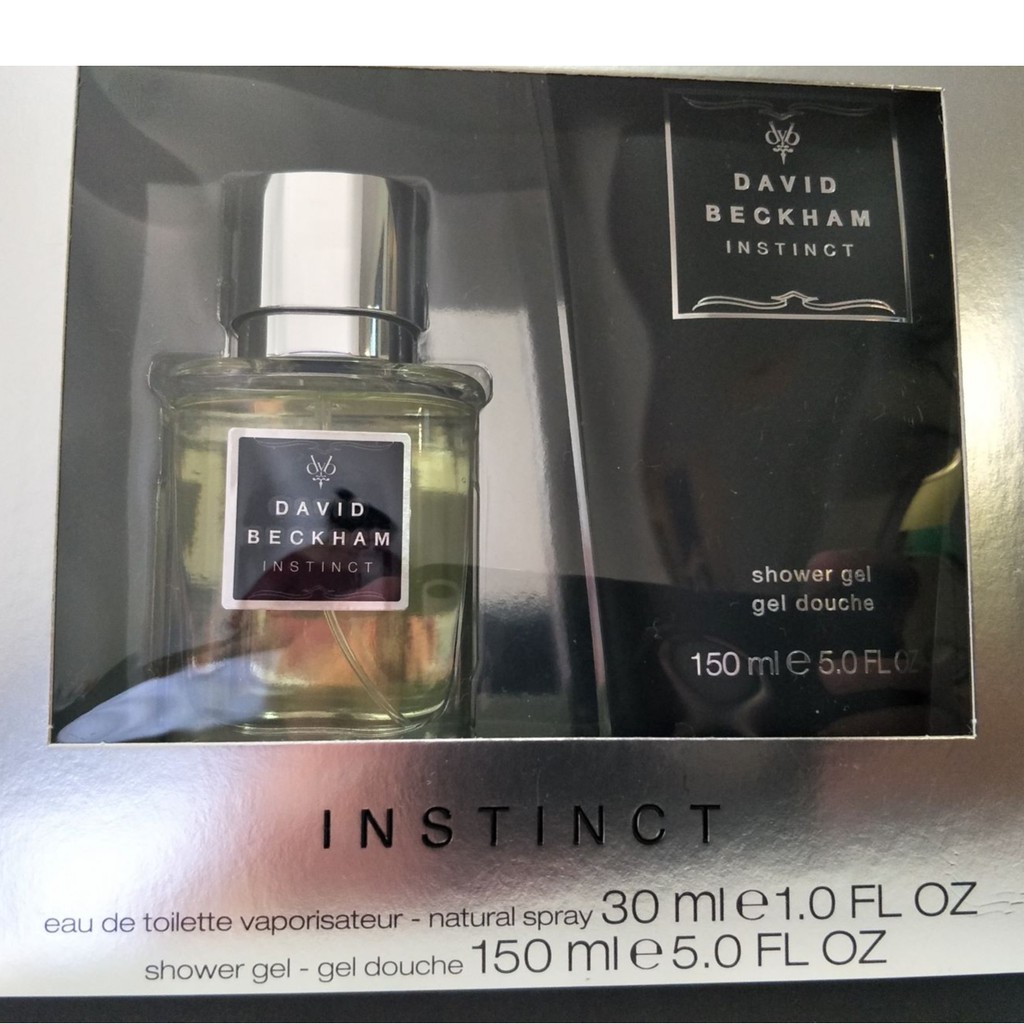 dvb
DAVID
BECKHAM
INSTINCT
dvb
DAVID
BECKHAM
INSTINCT
shower gel
gel douche
150 ml e 5.0 FL OZ
INSTINCT
eau de toilette vaporisateur - natural spray 30 ml e 1.0 FL OZ
shower gel - gel douche 150 ml e 5.0 FL OZ